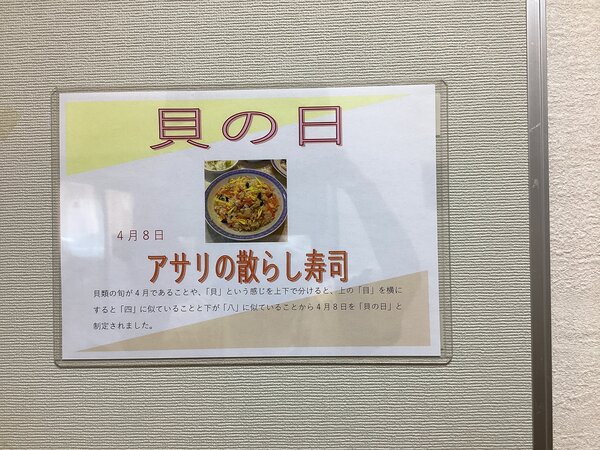 貝の日
4月8日
アサリの散らし寿司
貝類の旬が4月であることや、「貝」という感じを上下で分けると、上の「目」を横に
すると「四」に似ていることと下が「八」に似ていることから4月8日を「貝の日」と
制定されました。